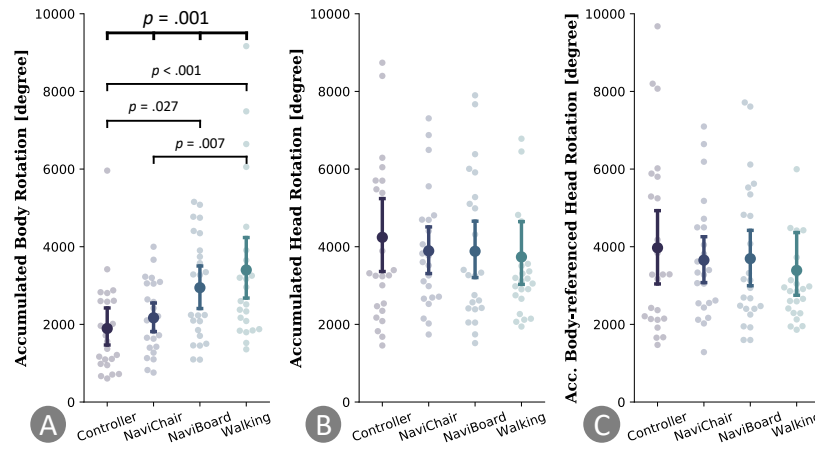 Accumulated Body Rotation [degree]
10000
8000
6000
4000
2000
0
p = .001
p < .001
p = .027
p = .007
Controller
NaviChair
NaviBoard
Walking
A
Accumulated Head Rotation [degree]
10000
8000
6000
4000
2000
0
Controller
NaviChair
NaviBoard
Walking
B
Acc. Body-referenced Head Rotation [degree]
10000
8000
6000
4000
2000
0
Controller
NaviChair
NaviBoard
Walking
C